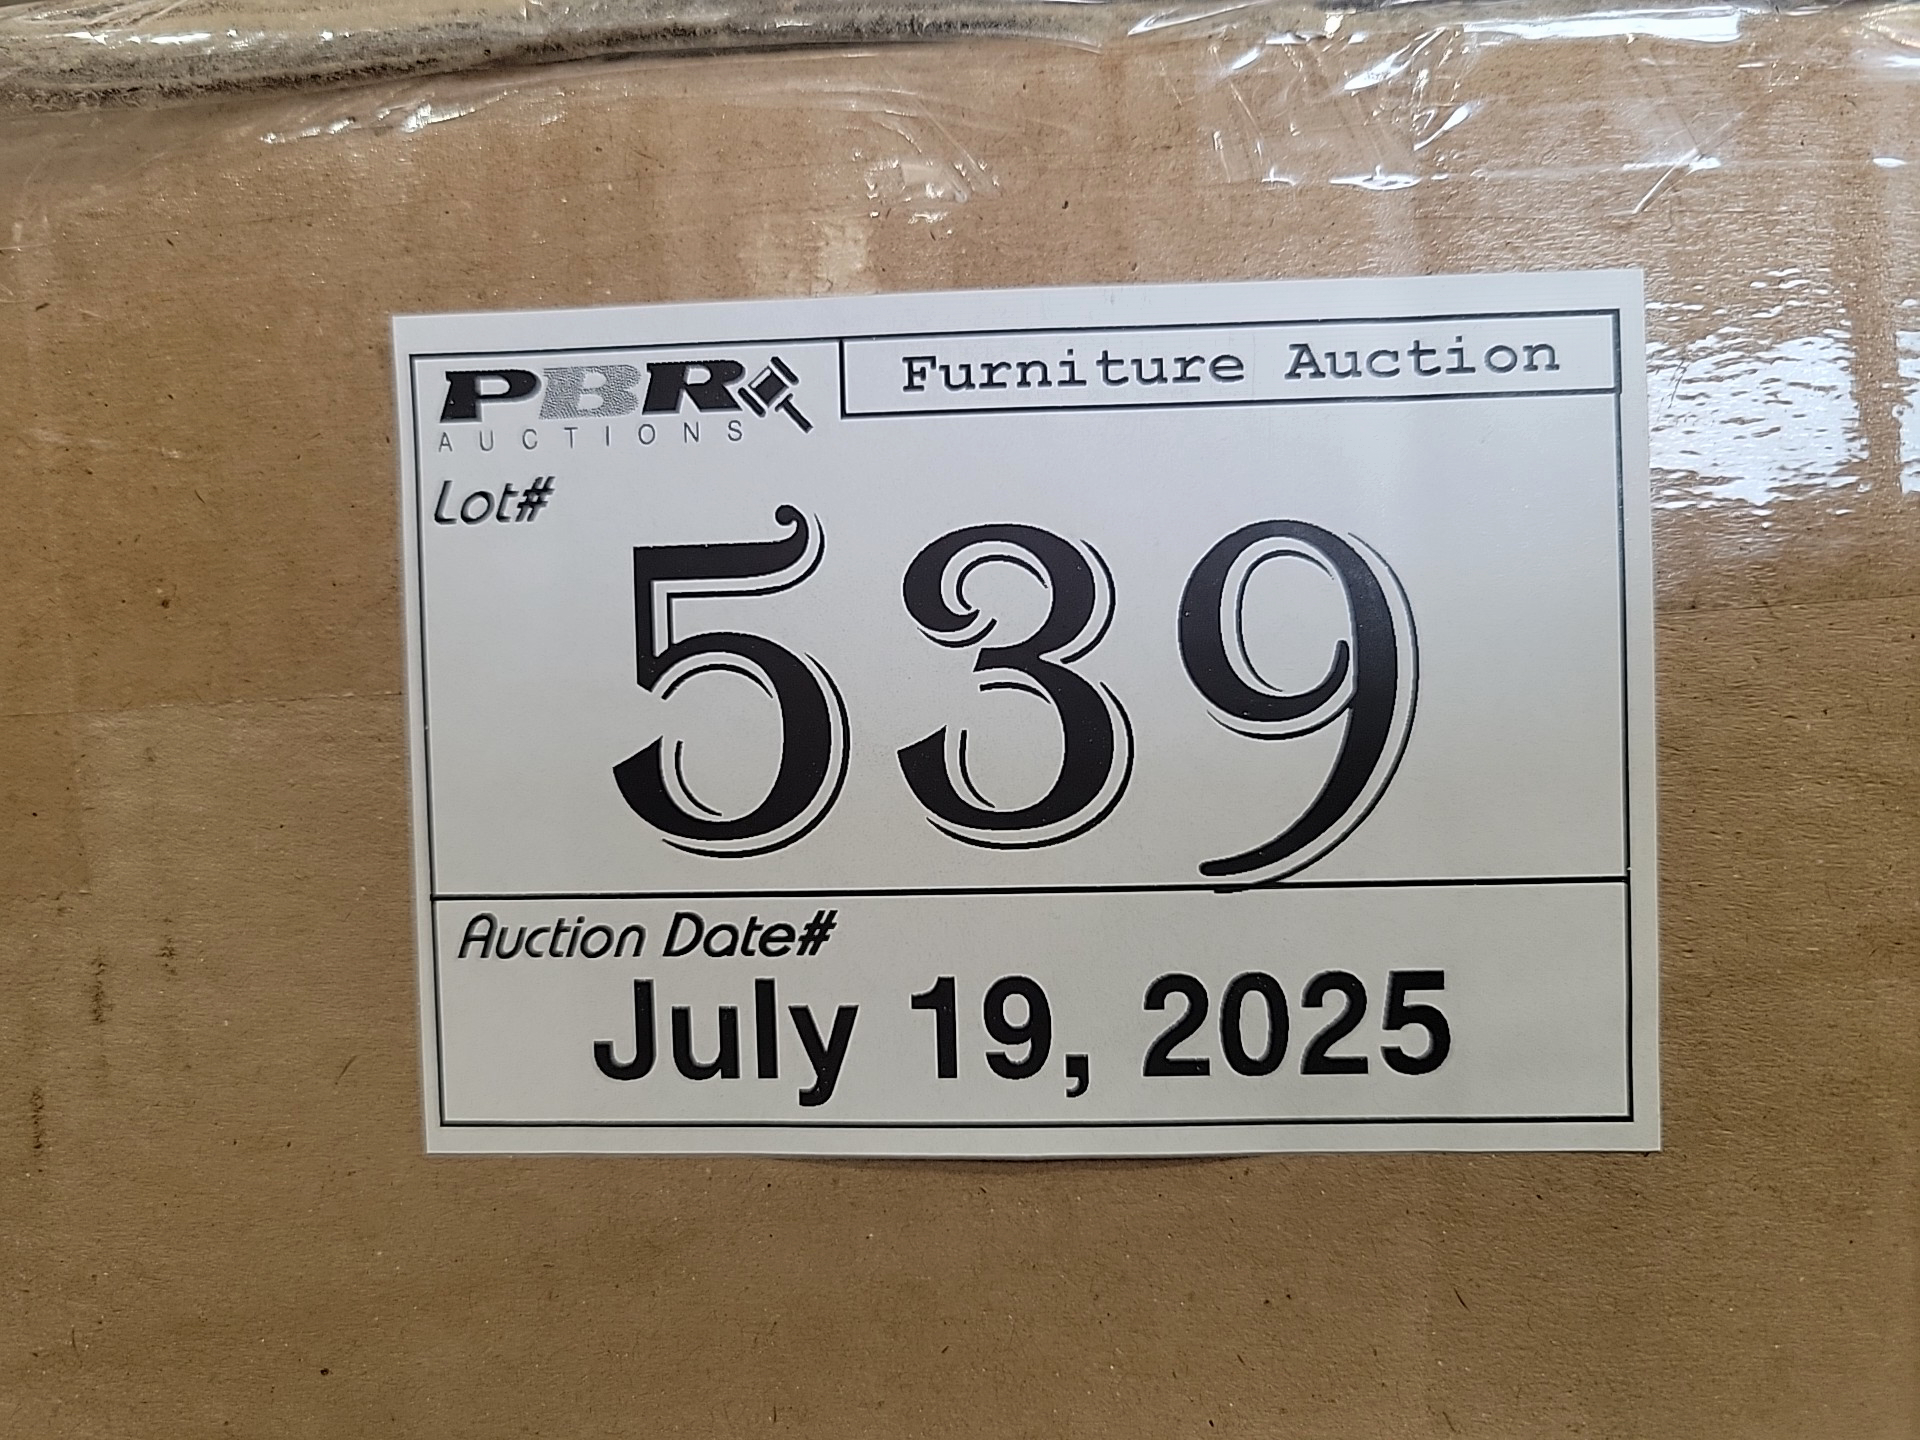 PBR
AUCTIONS
Furniture Auction
Lot#
539
Auction Date#
July 19, 2025